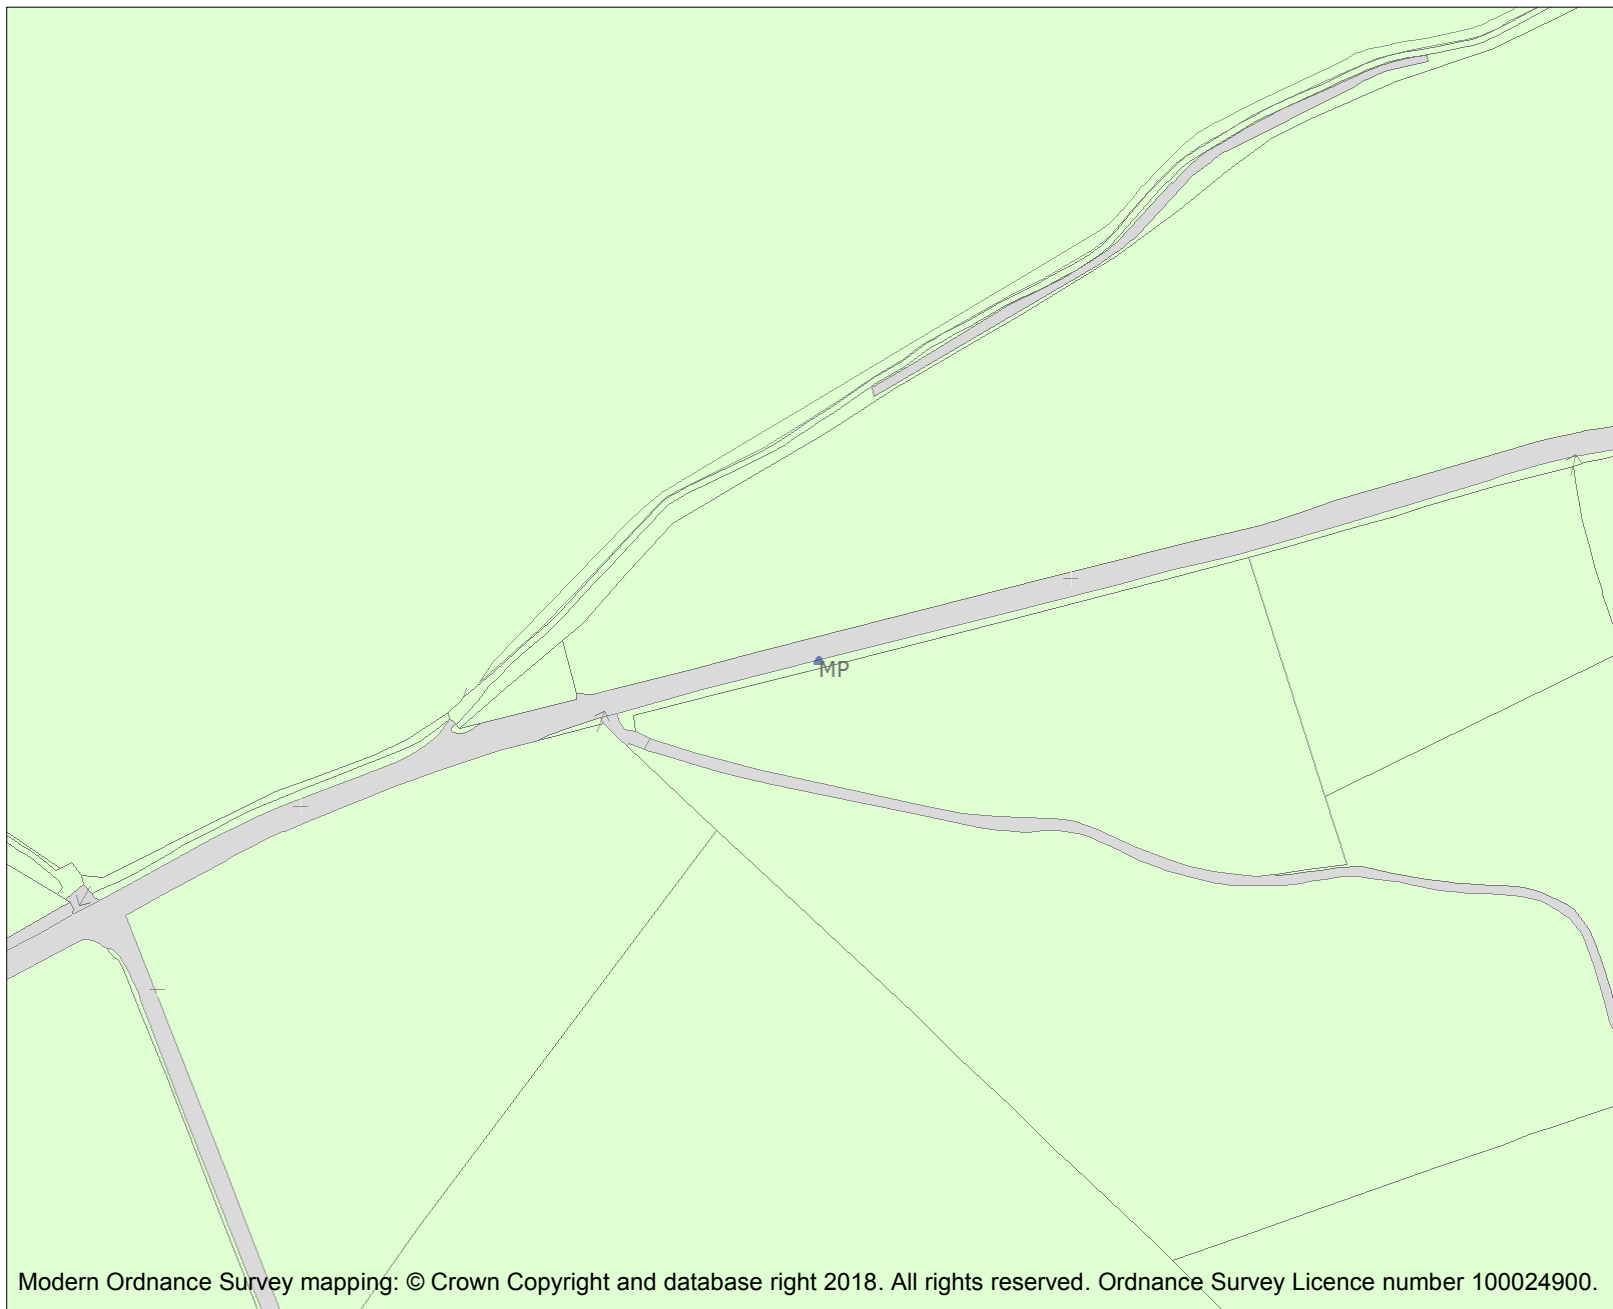 MP
Modern Ordnance Survey mapping: © Crown Copyright and database right 2018. All rights reserved. Ordnance Survey Licence number 100024900.